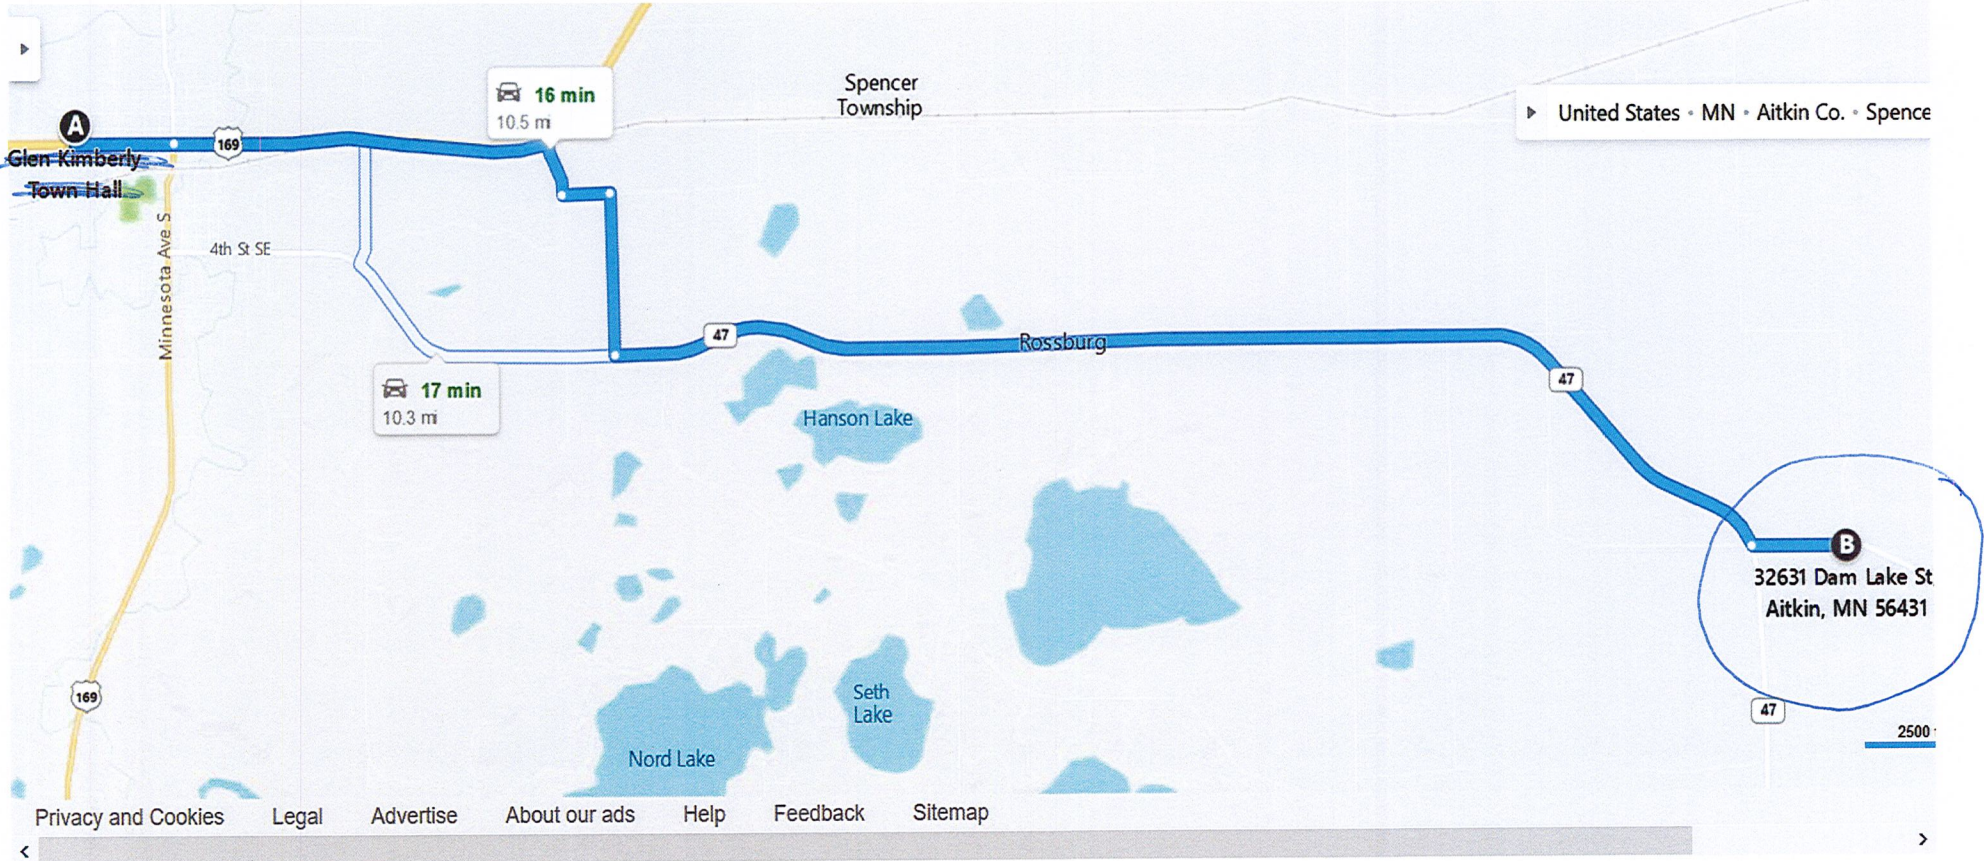 16 min
10.5 mi
Spencer
Township
United States • MN • Aitkin Co. • Spence
A
169
Glen Kimberly
Town Hall
Minnesota Ave S
4th St SE
47
Rossburg
17 min
10.3 mi
47
Hanson Lake
B
32631 Dam Lake St
Aitkin, MN 56431
169
Seth
Lake
47
2500
Nord Lake
Privacy and Cookies Legal Advertise About our ads Help Feedback Sitemap